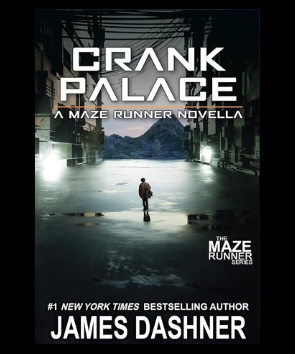 CRANK
PALACE
A MAZE RUNNER NOVELLA
THE
MAZE
RUNNER
SERIES
#1 NEW YORK TIMES BESTSELLING AUTHOR
JAMES DASHNER